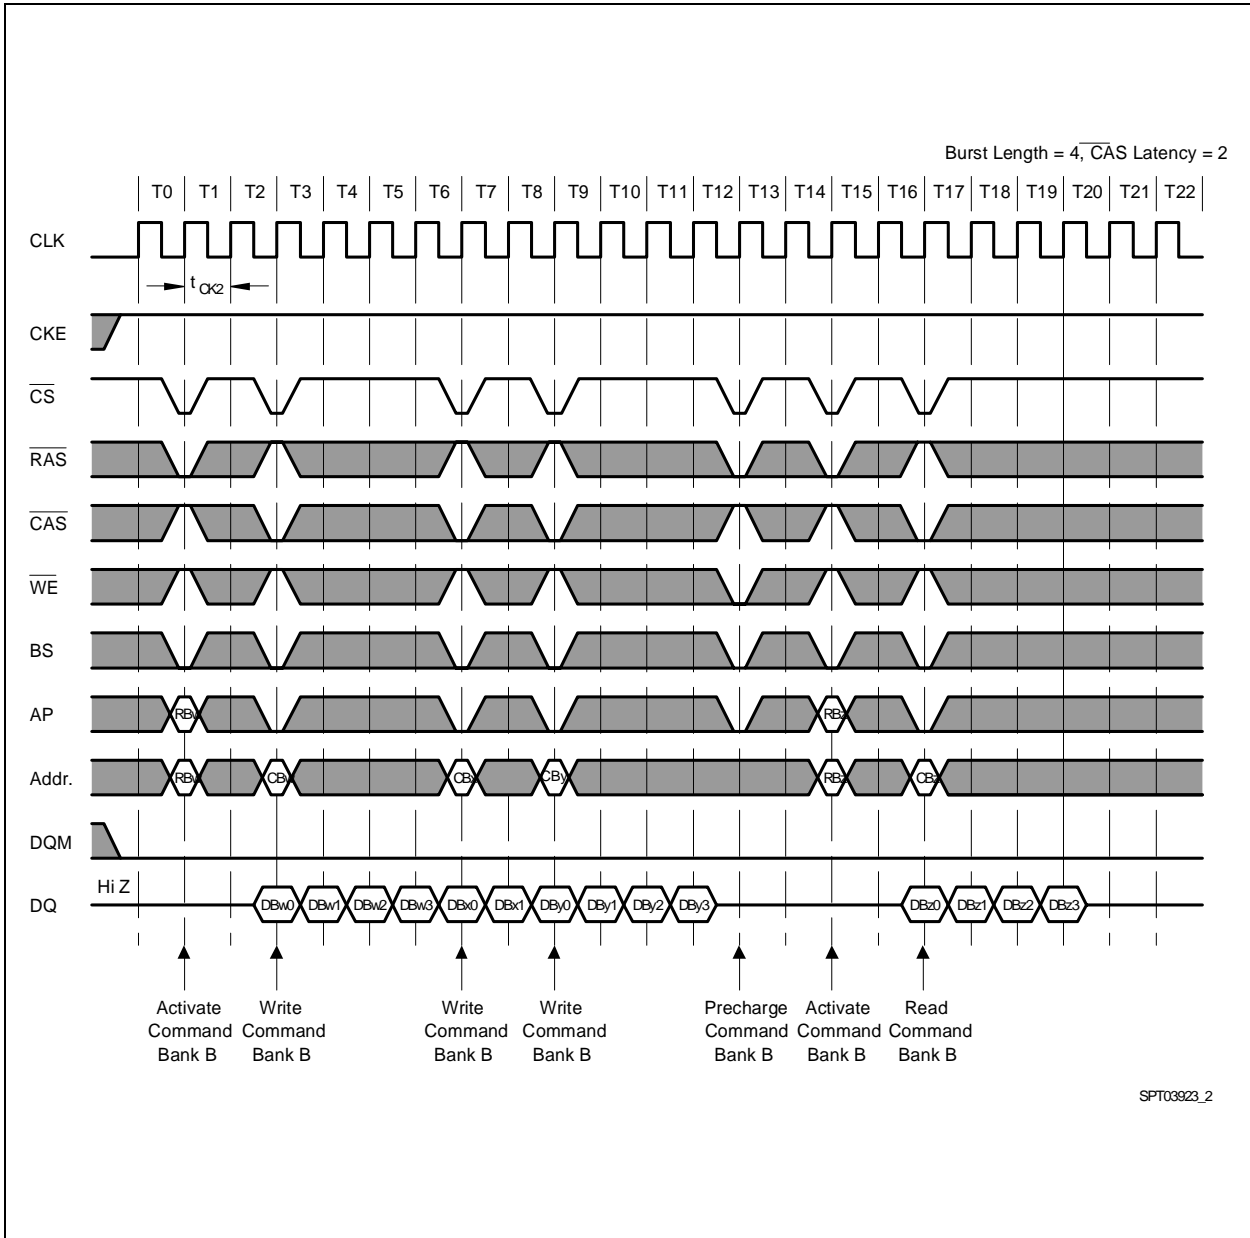 Burst Length = 4, CAS Latency = 2
T0 T1 T2 T3 T4 T5 T6 T7 T8 T9 T10 T11 T12 T13 T14 T15 T16 T17 T18 T19 T20 T21 T22
CLK
t CK2
CKE
CS
RAS
CAS
WE
BS
AP
RBz
Addr.
CBx CBy RBz CBz
DQM
Hi Z
DQ
DBw0 DBw1 DBw2 DBw3 DBx0 DBx1 DBy0 DBy1 DBy2 DBy3 DBz0 DBz1 DBz2 DBz3
Activate
Command
Bank B
Write
Command
Bank B
Write
Command
Bank B
Write
Command
Bank B
Precharge
Command
Bank B
Activate
Command
Bank B
Read
Command
Bank B
SPT03923_2